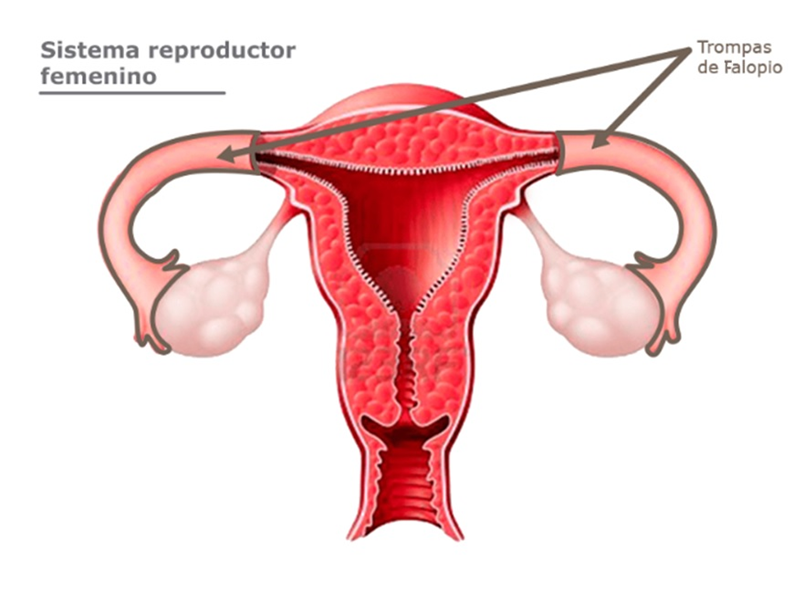 Sistema reproductor
femenino
Trompas
de Falopio